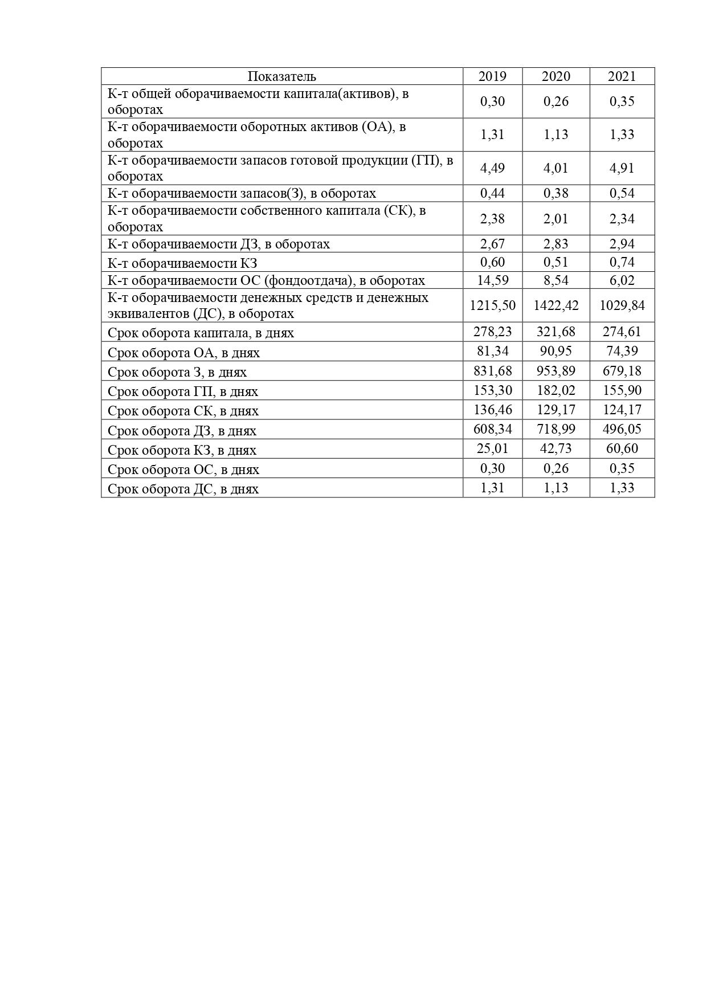 Показатель 2019 2020 2021
К-т общей оборачиваемости капитала(активов), в
оборотах 0,30 0,26 0,35
К-т оборачиваемости оборотных активов (ОА), в
оборотах 1,31 1,13 1,33
К-т оборачиваемости запасов готовой продукции (ГП), в
оборотах 4,49 4,01 4,91
К-т оборачиваемости запасов(З), в оборотах 0,44 0,38 0,54
К-т оборачиваемости собственного капитала (СК), в
оборотах 2,38 2,01 2,34
К-т оборачиваемости ДЗ, в оборотах 2,67 2,83 2,94
К-т оборачиваемости КЗ 0,60 0,51 0,74
К-т оборачиваемости ОС (фондоотдача), в оборотах 14,59 8,54 6,02
К-т оборачиваемости денежных средств и денежных
эквивалентов (ДС), в оборотах 1215,50 1422,42 1029,84
Срок оборота капитала, в днях 278,23 321,68 274,61
Срок оборота ОА, в днях 81,34 90,95 74,39
Срок оборота З, в днях 831,68 953,89 679,18
Срок оборота ГП, в днях 153,30 182,02 155,90
Срок оборота СК, в днях 136,46 129,17 124,17
Срок оборота ДЗ, в днях 608,34 718,99 496,05
Срок оборота КЗ, в днях 25,01 42,73 60,60
Срок оборота ОС, в днях 0,30 0,26 0,35
Срок оборота ДС, в днях 1,31 1,13 1,33